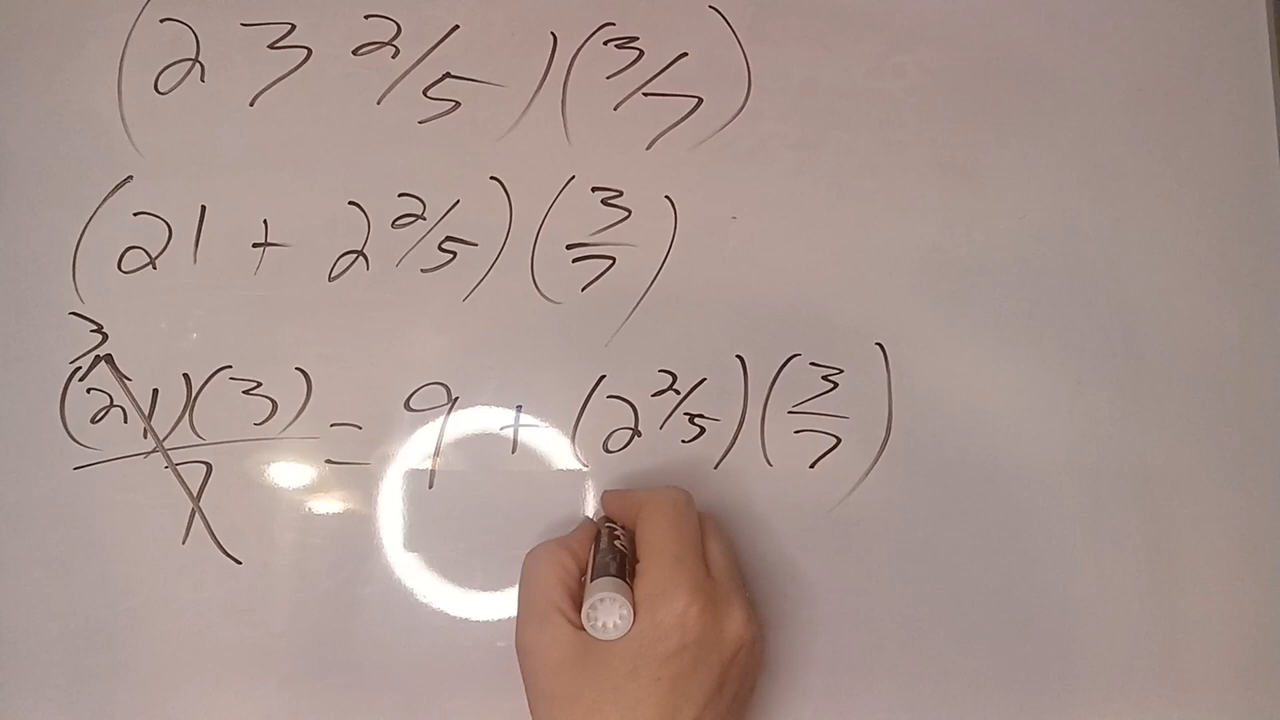 (23 2/5)(3/7)
(21 + 2 2/5)(3/7)
3
(21)(3)/7 = 9 + (2 2/5)(3/7)